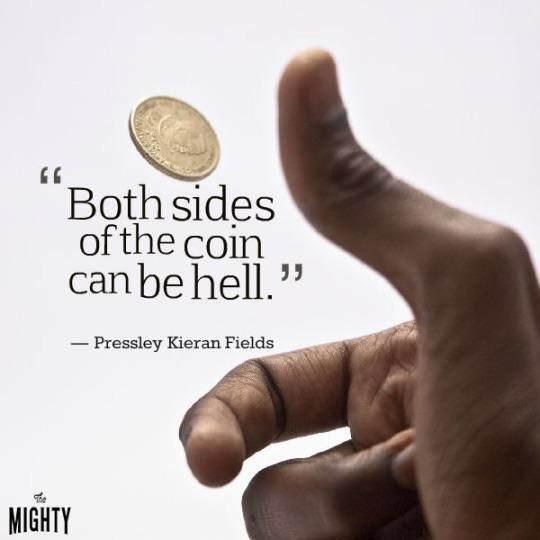 “Both sides
of the coin
can be hell.”
— Pressley Kieran Fields
The
MIGHTY